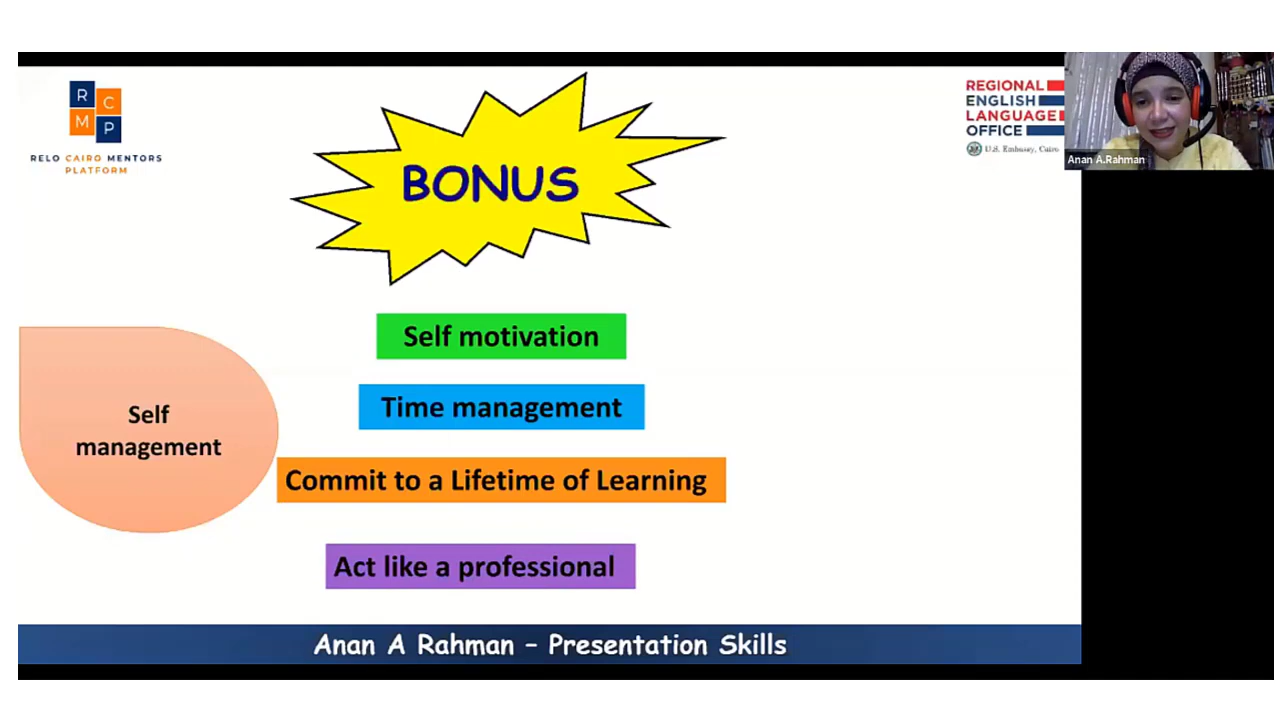 R
C
M
P
RELO CAIRO MENTORS
PLATFORM
BONUS
REGIONAL
ENGLISH
LANGUAGE
OFFICE
U.S. Embassy, Cairo
Anan A.Rahman
Self
management
Self motivation
Time management
Commit to a Lifetime of Learning
Act like a professional
Anan A Rahman – Presentation Skills